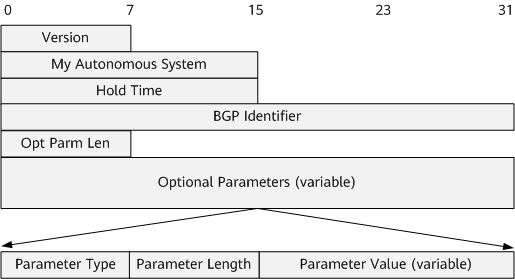 0 7 15 23 31
Version
My Autonomous System
Hold Time
BGP Identifier
Opt Parm Len
Optional Parameters (variable)
Parameter Type Parameter Length Parameter Value (variable)